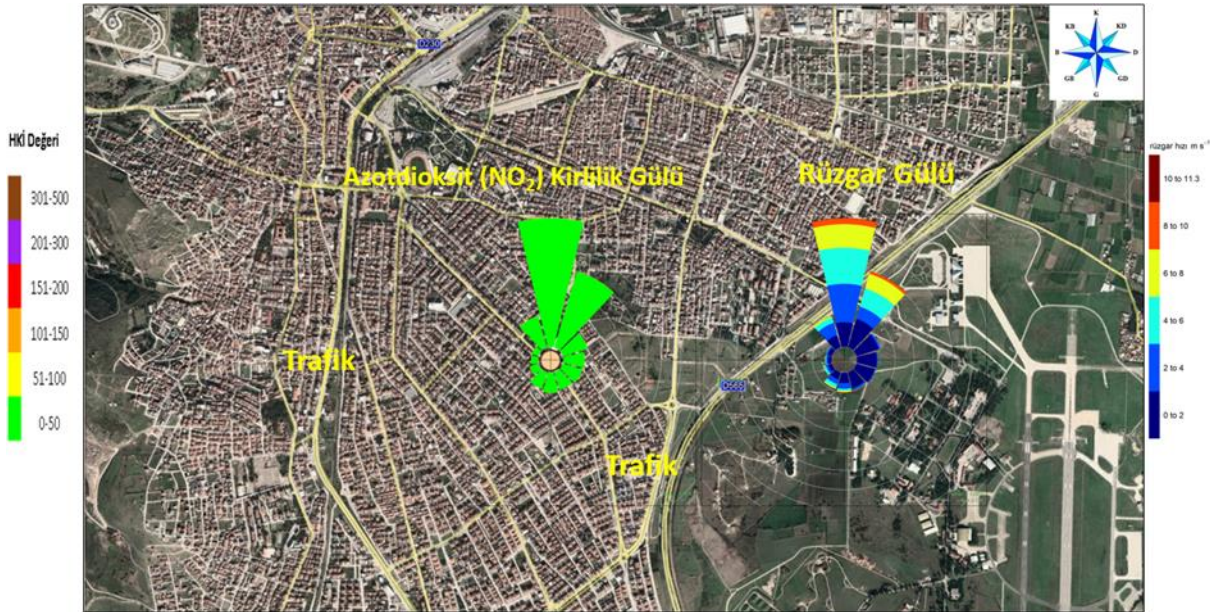 D230
K
KB
KD
B
D
GB
GD
G
HKİ Değeri
301-500
201-300
151-200
101-150
51-100
0-50
Azotdioksit (NO₂) Kirlilik Gülü
Rüzgar Gülü
Trafik
Trafik
D565
rüzgar hızı m s⁻¹
10 to 11.3
8 to 10
6 to 8
4 to 6
2 to 4
0 to 2